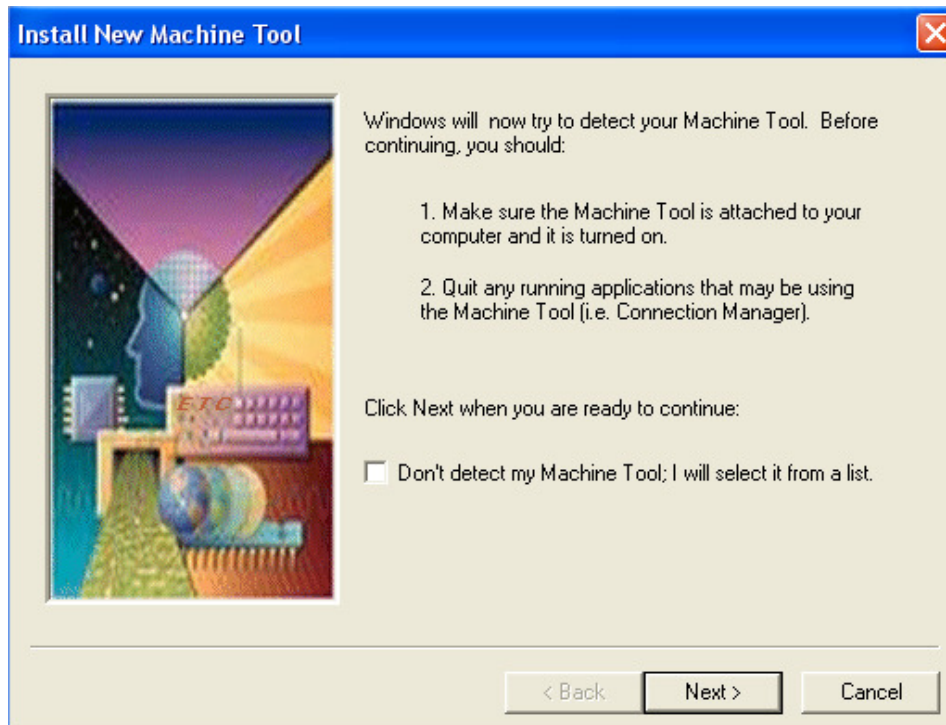 Install New Machine Tool
Windows will now try to detect your Machine Tool. Before
continuing, you should:
1. Make sure the Machine Tool is attached to your
computer and it is turned on.
2. Quit any running applications that may be using
the Machine Tool (i.e. Connection Manager).
ETC
Click Next when you are ready to continue:
Don't detect my Machine Tool; I will select it from a list.
< Back
Next >
Cancel